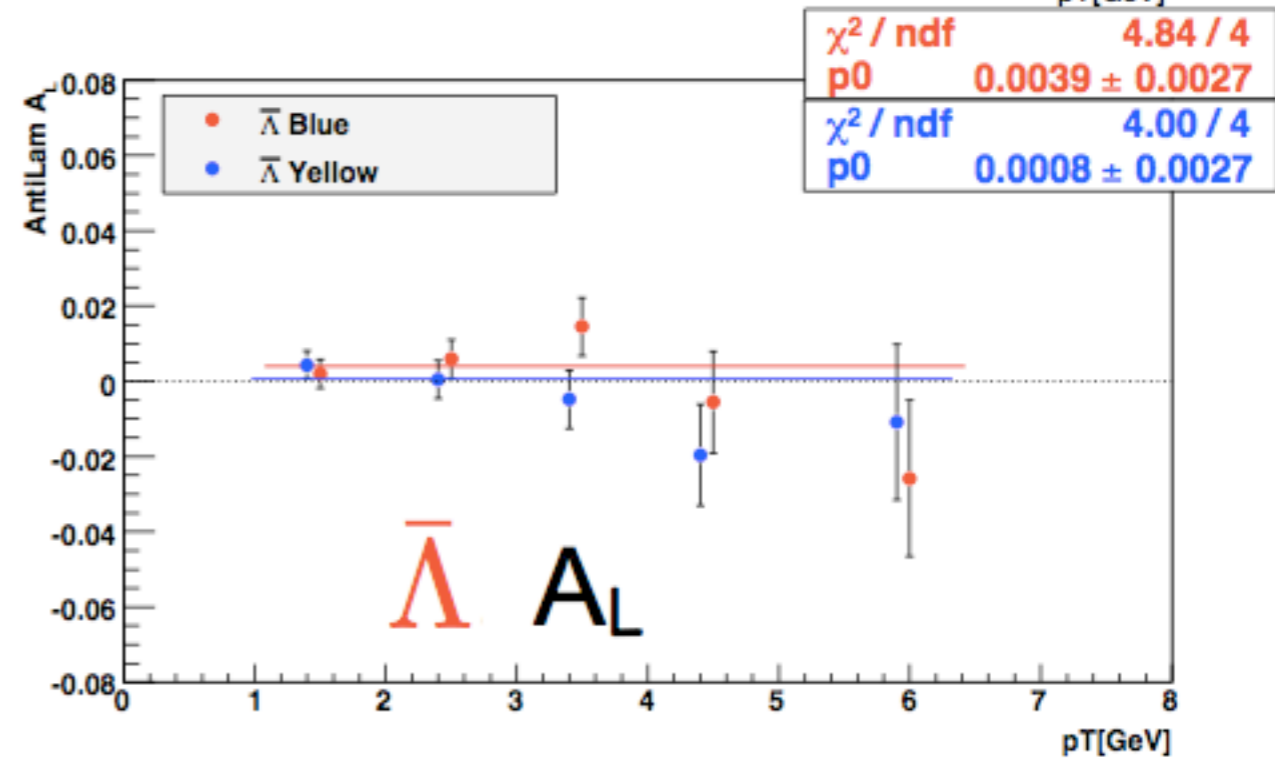 pT[GeV]
χ² / ndf 4.84 / 4
p0 0.0039 ± 0.0027
χ² / ndf 4.00 / 4
p0 0.0008 ± 0.0027
AntiLam A_L
Λ̅ Blue
Λ̅ Yellow
0.08
0.06
0.04
0.02
0
-0.02
-0.04
-0.06
-0.08
Λ̅ A_L
0 1 2 3 4 5 6 7 8
pT[GeV]